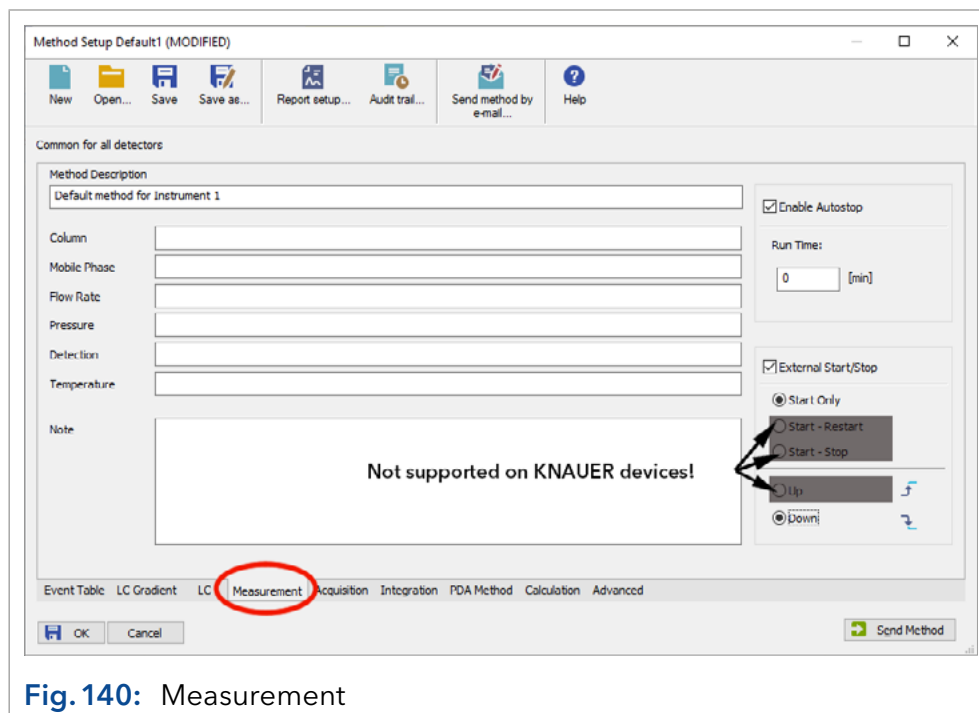 Method Setup Default1 (MODIFIED)
New Open... Save Save as... Report setup... Audit trail... Send method by e-mail... Help
Common for all detectors
Method Description
Default method for Instrument 1
Column
Mobile Phase
Flow Rate
Pressure
Detection
Temperature
Note
Enable Autostop
Run Time:
0 [min]
External Start/Stop
Start Only
Start - Restart
Start - Stop
Up
Down
Not supported on KNAUER devices!
Event Table LC Gradient LC Measurement Acquisition Integration PDA Method Calculation Advanced
OK Cancel Send Method
Fig. 140: Measurement